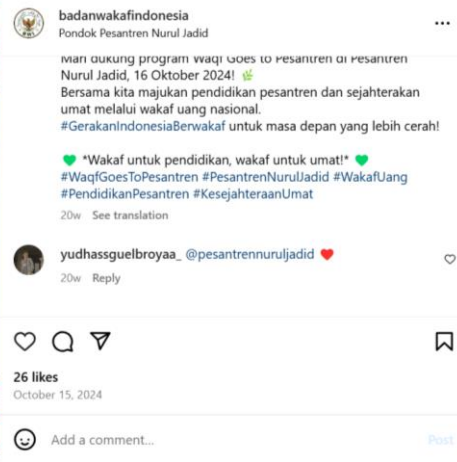 badanwakafindonesia
Pondok Pesantren Nurul Jadid
Mari dukung program Waqf Goes to Pesantren di Pesantren
Nurul Jadid, 16 Oktober 2024! 🌿
Bersama kita majukan pendidikan pesantren dan sejahterakan
umat melalui wakaf uang nasional.
#GerakanIndonesiaBerwakaf untuk masa depan yang lebih cerah!
💚 *Wakaf untuk pendidikan, wakaf untuk umat!* 💚
#WaqfGoesToPesantren #PesantrenNurulJadid #WakafUang
#PendidikanPesantren #KesejahteraanUmat
20w See translation
yudhassguelbroyaa_ @pesantrennuruljadid ❤️
20w Reply
26 likes
October 15, 2024
Add a comment...
Post